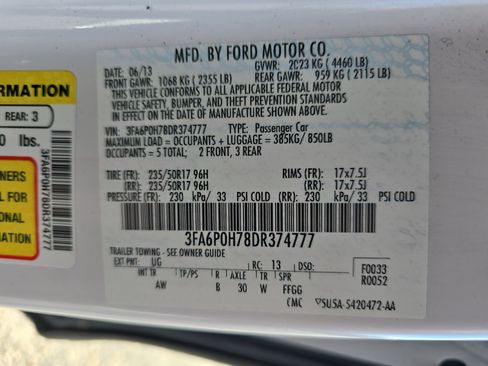 MFD. BY FORD MOTOR CO.
06/13 GVWR: 2023 KG (4460 LB)
FRONT GAWR: 1068 KG (2355 LB) REAR GAWR: 959 KG (2115 LB)
THIS VEHICLE CONFORMS TO ALL APPLICABLE FEDERAL MOTOR
VEHICLE SAFETY, BUMPER, AND THEFT PREVENTION STANDARDS
IN EFFECT ON THE DATE OF MANUFACTURE SHOWN ABOVE.
VIN: 3FA6P0H78DR374777 TYPE: Passenger Car
MAXIMUM LOAD = OCCUPANTS + LUGGAGE = 385KG/ 850LB
OCCUPANTS = 5 TOTAL: 2 FRONT, 3 REAR
TIRE (FR): 235/50R17 96H RIMS (FR): 17x7.5J
(RR): 235/50R17 96H (RR): 17x7.5J
PRESSURE(FR): 230 kPa/ 33 PSI COLD (RR): 230 kPa/ 33 PSI COLD
3FA6P0H78DR374777
TRAILER TOWING - SEE OWNER GUIDE
EXT PNT: UG RC: 13 DSO: F0033
R0052
INT TR TP/PS R AXLE TR SPR
AW B 30 W FFGG
CMC 5U5A-5420472-AA
ORMATION
REAR: 3
0 lbs.
NERS
FOR
ONAL
ON
3FA6P0H78DR374777